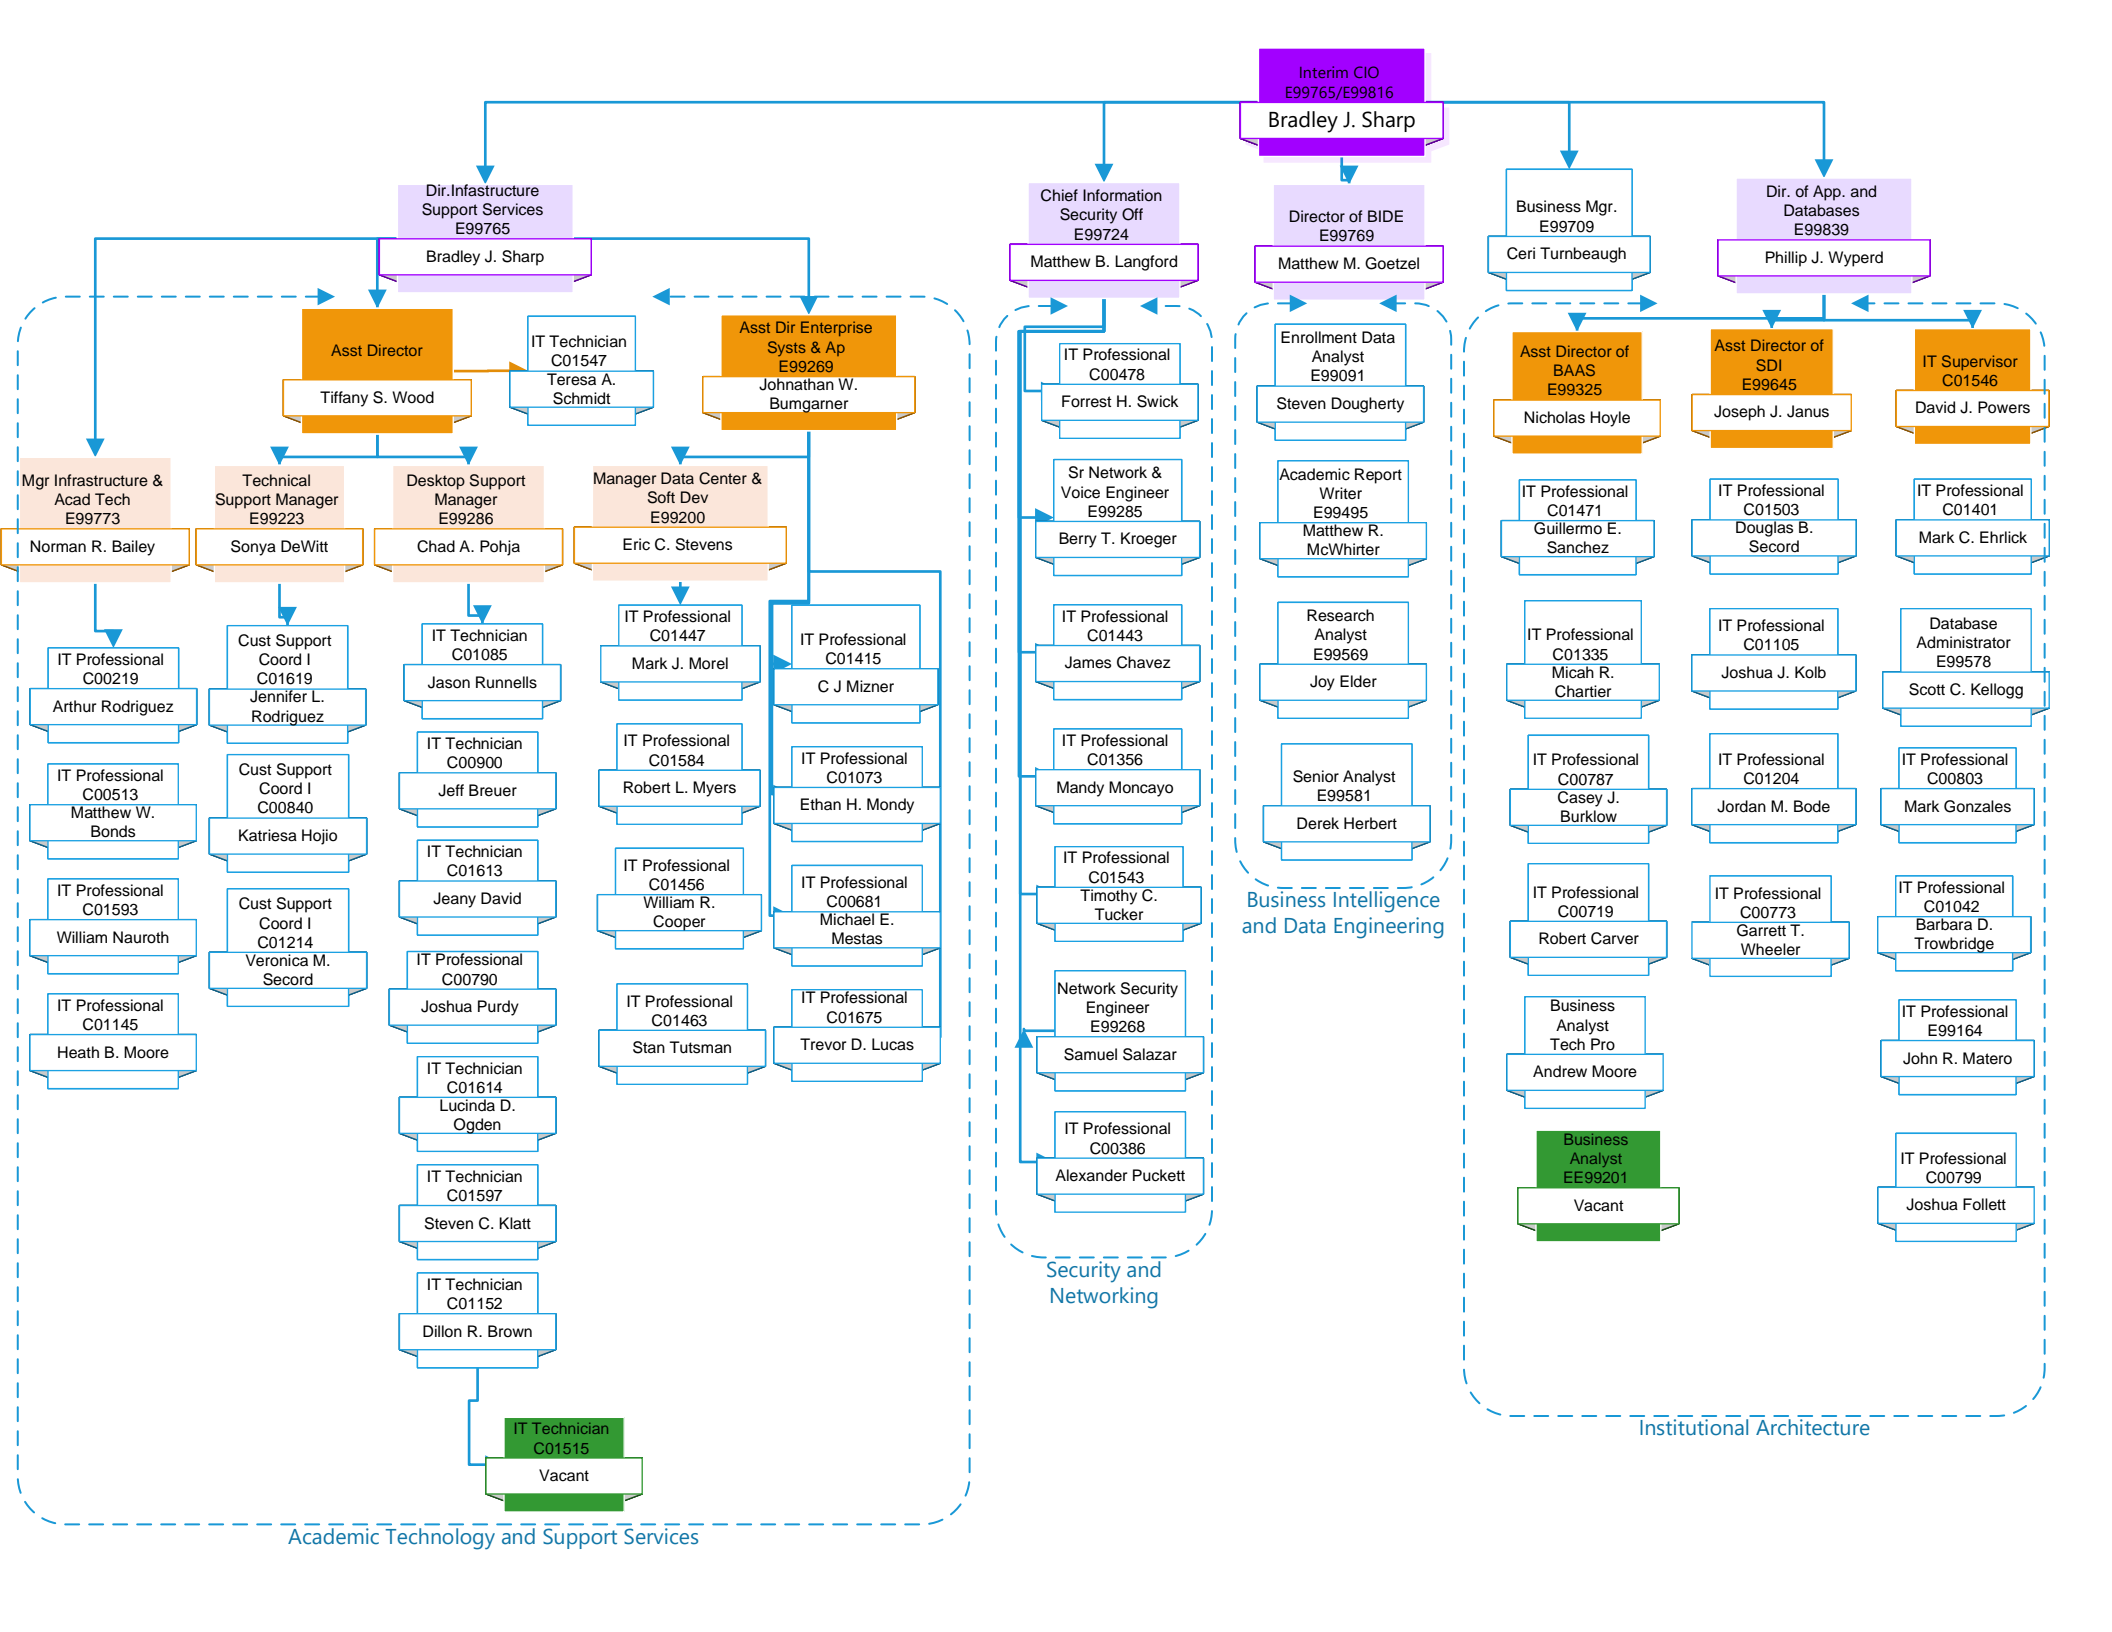 Interim CIO
E99765/E99816
Bradley J. Sharp
Dir.Infastructure
Support Services
E99765
Bradley J. Sharp
Chief Information
Security Off
E99724
Matthew B. Langford
Director of BIDE
E99769
Matthew M. Goetzel
Business Mgr.
E99709
Ceri Turnbeaugh
Dir. of App. and
Databases
E99839
Phillip J. Wyperd
Asst Director
Tiffany S. Wood
IT Technician
C01547
Teresa A.
Schmidt
Asst Dir Enterprise
Systs & Ap
E99269
Johnathan W.
Bumgarner
Mgr Infrastructure &
Acad Tech
E99773
Norman R. Bailey
Technical
Support Manager
E99223
Sonya DeWitt
Desktop Support
Manager
E99286
Chad A. Pohja
Manager Data Center &
Soft Dev
E99200
Eric C. Stevens
IT Professional
C00219
Arthur Rodriguez
IT Professional
C00513
Matthew W.
Bonds
IT Professional
C01593
William Nauroth
IT Professional
C01145
Heath B. Moore
Cust Support
Coord I
C01619
Jennifer L.
Rodriguez
Cust Support
Coord I
C00840
Katriesa Hojio
Cust Support
Coord I
C01214
Veronica M.
Secord
IT Technician
C01085
Jason Runnells
IT Technician
C00900
Jeff Breuer
IT Technician
C01613
Jeany David
IT Professional
C00790
Joshua Purdy
IT Technician
C01614
Lucinda D.
Ogden
IT Technician
C01597
Steven C. Klatt
IT Technician
C01152
Dillon R. Brown
IT Technician
C01515
Vacant
IT Professional
C01447
Mark J. Morel
IT Professional
C01584
Robert L. Myers
IT Professional
C01456
William R.
Cooper
IT Professional
C01463
Stan Tutsman
IT Professional
C01415
C J Mizner
IT Professional
C01073
Ethan H. Mondy
IT Professional
C00681
Michael E.
Mestas
IT Professional
C01675
Trevor D. Lucas
Academic Technology and Support Services
IT Professional
C00478
Forrest H. Swick
Sr Network &
Voice Engineer
E99285
Berry T. Kroeger
IT Professional
C01443
James Chavez
IT Professional
C01356
Mandy Moncayo
IT Professional
C01543
Timothy C.
Tucker
Network Security
Engineer
E99268
Samuel Salazar
IT Professional
C00386
Alexander Puckett
Security and
Networking
Enrollment Data
Analyst
E99091
Steven Dougherty
Academic Report
Writer
E99495
Matthew R.
McWhirter
Research
Analyst
E99569
Joy Elder
Senior Analyst
E99581
Derek Herbert
Business Intelligence
and Data Engineering
Asst Director of
BAAS
E99325
Nicholas Hoyle
IT Professional
C01471
Guillermo E.
Sanchez
IT Professional
C01335
Micah R.
Chartier
IT Professional
C00787
Casey J.
Burklow
IT Professional
C00719
Robert Carver
Business
Analyst
Tech Pro
Andrew Moore
Business
Analyst
EE99201
Vacant
Asst Director of
SDI
E99645
Joseph J. Janus
IT Professional
C01503
Douglas B.
Secord
IT Professional
C01105
Joshua J. Kolb
IT Professional
C01204
Jordan M. Bode
IT Professional
C00773
Garrett T.
Wheeler
IT Supervisor
C01546
David J. Powers
IT Professional
C01401
Mark C. Ehrlick
Database
Administrator
E99578
Scott C. Kellogg
IT Professional
C00803
Mark Gonzales
IT Professional
C01042
Barbara D.
Trowbridge
IT Professional
E99164
John R. Matero
IT Professional
C00799
Joshua Follett
Institutional Architecture